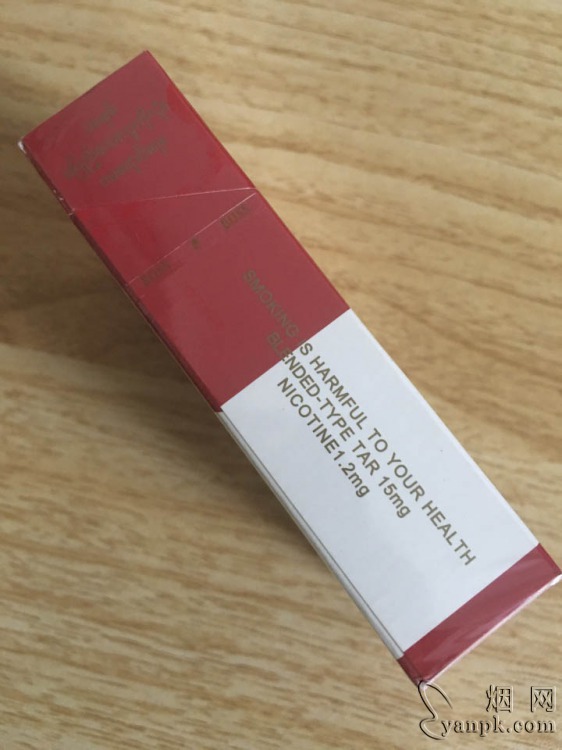 SMOKING IS HARMFUL TO YOUR HEALTH
BLENDED-TYPE TAR 15mg
NICOTINE1.2mg
烟网
yanpk.com